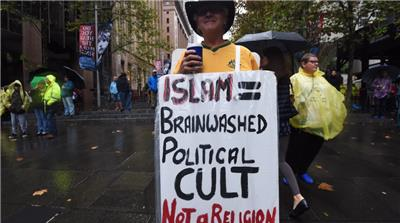 ISLAM =
BRAINWASHED
POLITICAL
CULT
NOT a RELIGION